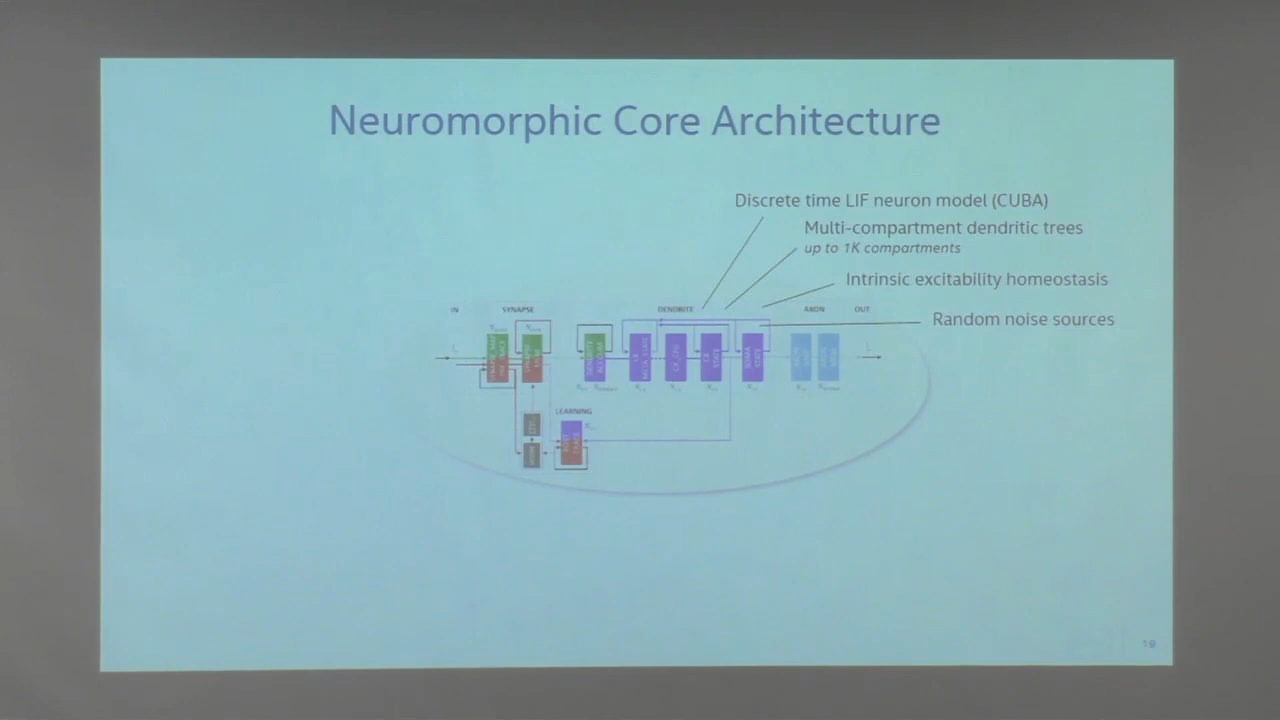 Neuromorphic Core Architecture
Discrete time LIF neuron model (CUBA)
Multi-compartment dendritic trees
up to 1K compartments
Intrinsic excitability homeostasis
Random noise sources
IN
SYNAPSE
DENDRITE
AXON
OUT
LEARNING
19